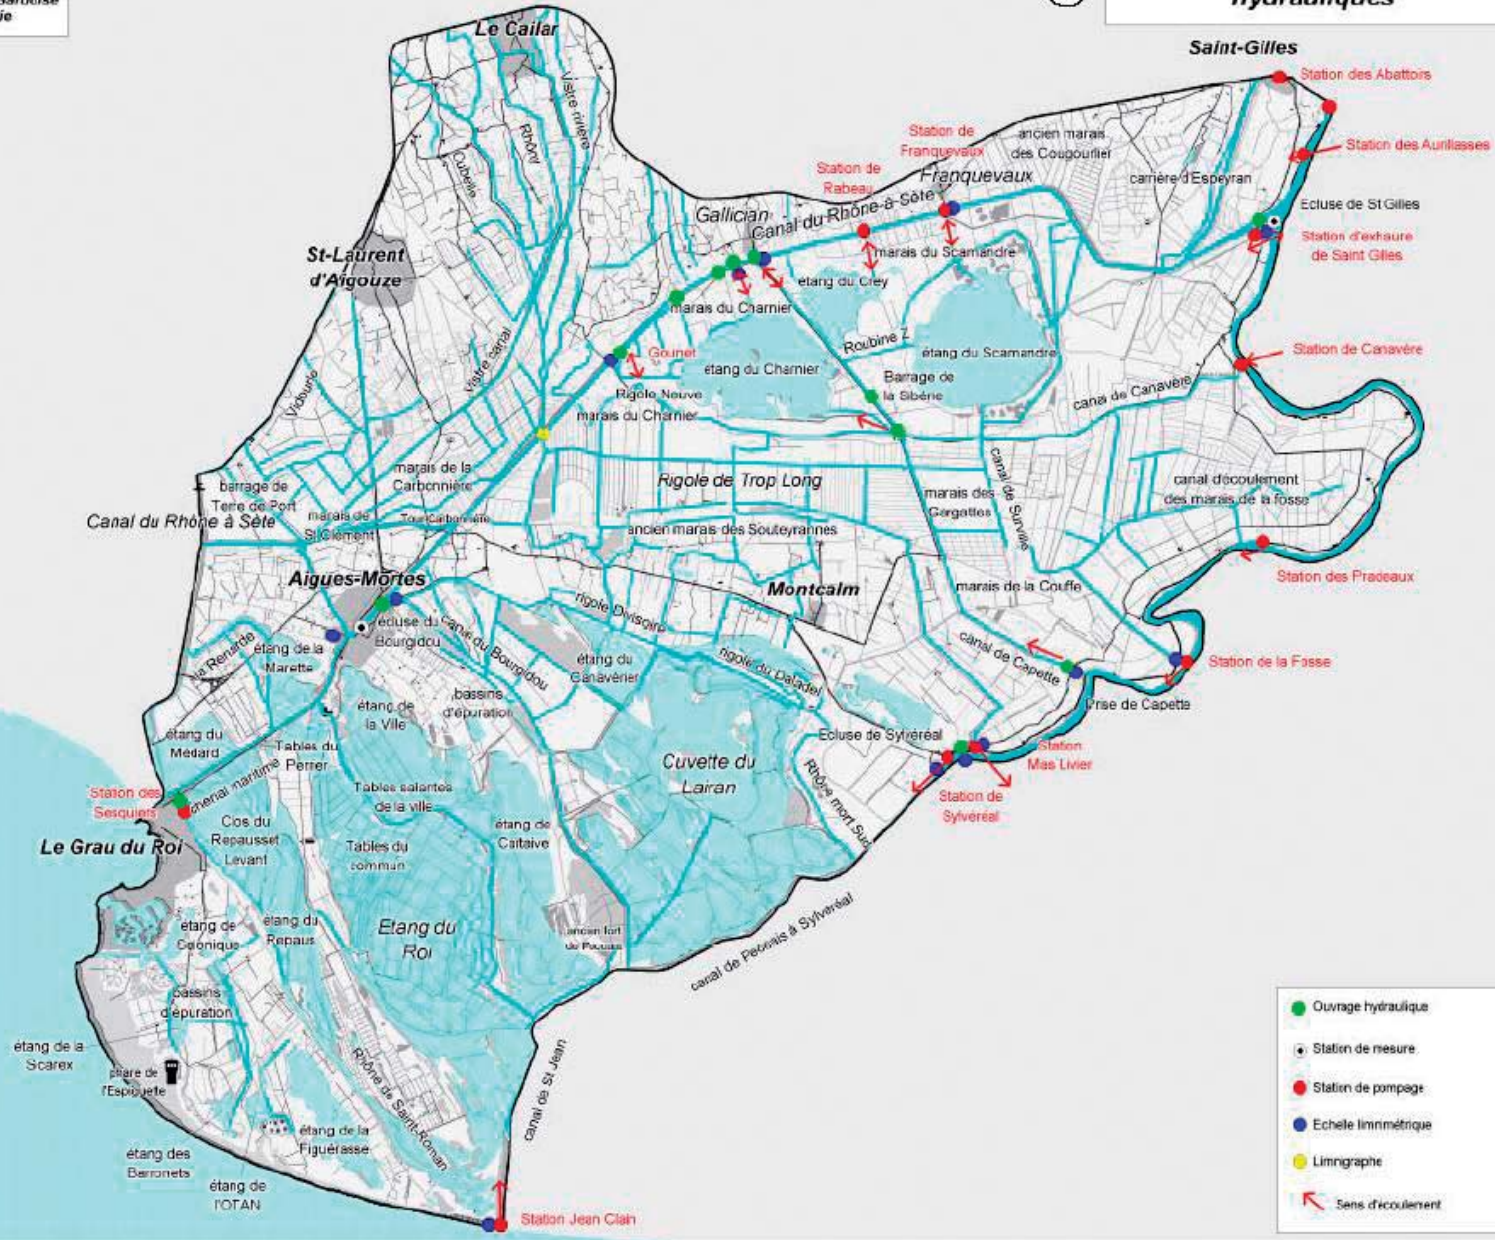 hydrauliques
Le Cailar
Saint-Gilles
Station des Abattoirs
Vistre rivière
Rhôny
Cubelle
Station de
Franquevaux
ancien marais
des Cougourlier
Station des Aurillasses
Station de
Rabeau
Franquevaux
carrière d'Espeyran
Ecluse de St Gilles
Gallician
Canal du Rhône-à-Sète
Station d'exhaure
de Saint Gilles
marais du Scamandre
St-Laurent
d'Aigouze
étang du Crey
marais du Charnier
Roubine Z
Gounet
étang du Charnier
étang du Scamandre
Station de Canavère
Vistre canal
Vidourle
Rigole Neuve
Barrage de
la Sibérie
canal de Canavère
marais du Charnier
marais de la
Carbonnière
Rigole de Trop Long
barrage de
Terre de Port
marais des
Gargattes
canal de Surville
canal d'écoulement
des marais de la fosse
Canal du Rhône à Sète
marais de
St Clément
Tour Carbonnière
ancien marais des Souteyrannes
Station des Pradeaux
Aigues-Mortes
Montcalm
marais de la Couffe
rigole Divisoire
écluse du
Bourgidou
Canal du Bourgidou
la Renarde
étang de la
Marette
étang du
Canavérier
rigole du Daladel
canal de Capette
Station de la Fosse
bassins
d'épuration
étang de
la Ville
Prise de Capette
étang du
Médard
Tables du
Perrier
Ecluse de Sylvéréal
Station
Mas Livier
Cuvette du
Lairan
Rhône mort Sud
chenal maritime
Station des
Sesquiers
Tables salantes
de la ville
Station de
Sylvéréal
Clos du
Repausset
Levant
étang de
Caitaive
Le Grau du Roi
Tables du
commun
étang de
Gaonique
étang du
Repaus
Etang du
Roi
ancien fort
de Peccais
canal de Peccais à Sylvéréal
bassins
d'épuration
étang de la
Scarex
phare de
l'Espiguette
Rhône de Saint-Roman
canal de St Jean
étang de la
Figuérasse
étang des
Barronets
étang de
l'OTAN
Station Jean Clain
Ouvrage hydraulique
Station de mesure
Station de pompage
Echelle limnimétrique
Limnigraphe
Sens d'écoulement